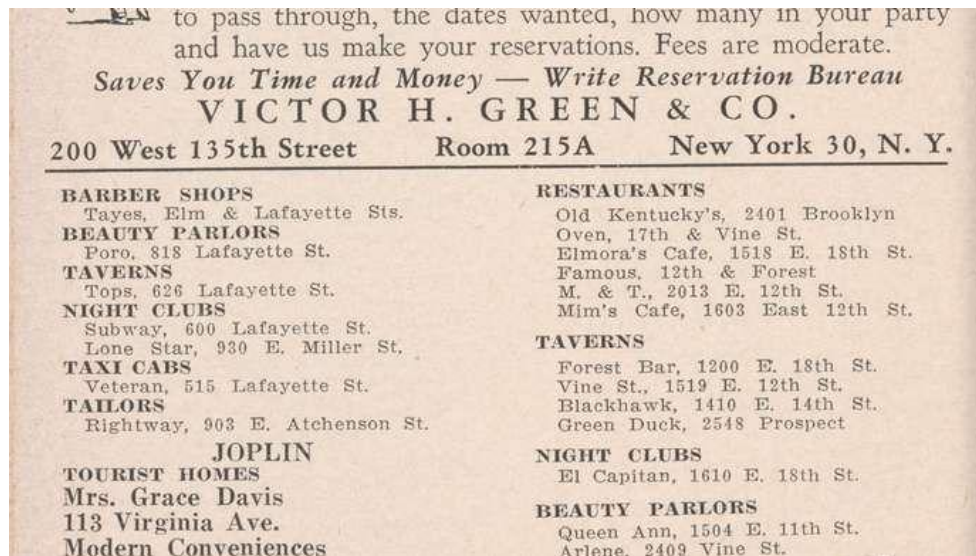 to pass through, the dates wanted, how many in your party
and have us make your reservations. Fees are moderate.
Saves You Time and Money — Write Reservation Bureau
VICTOR H. GREEN & CO.
200 West 135th Street Room 215A New York 30, N. Y.
BARBER SHOPS
Tayes, Elm & Lafayette Sts.
BEAUTY PARLORS
Poro, 818 Lafayette St.
TAVERNS
Tops, 626 Lafayette St.
NIGHT CLUBS
Subway, 600 Lafayette St.
Lone Star, 930 E. Miller St.
TAXI CABS
Veteran, 515 Lafayette St.
TAILORS
Rightway, 903 E. Atchenson St.
JOPLIN
TOURIST HOMES
Mrs. Grace Davis
113 Virginia Ave.
Modern Conveniences
RESTAURANTS
Old Kentucky's, 2401 Brooklyn
Oven, 17th & Vine St.
Elmora's Cafe, 1518 E. 18th St.
Famous, 12th & Forest
M. & T., 2013 E. 12th St.
Mim's Cafe, 1603 East 12th St.
TAVERNS
Forest Bar, 1200 E. 18th St.
Vine St., 1519 E. 12th St.
Blackhawk, 1410 E. 14th St.
Green Duck, 2548 Prospect
NIGHT CLUBS
El Capitan, 1610 E. 18th St.
BEAUTY PARLORS
Queen Ann, 1504 E. 11th St.
Arlene, 2409 Vine St.